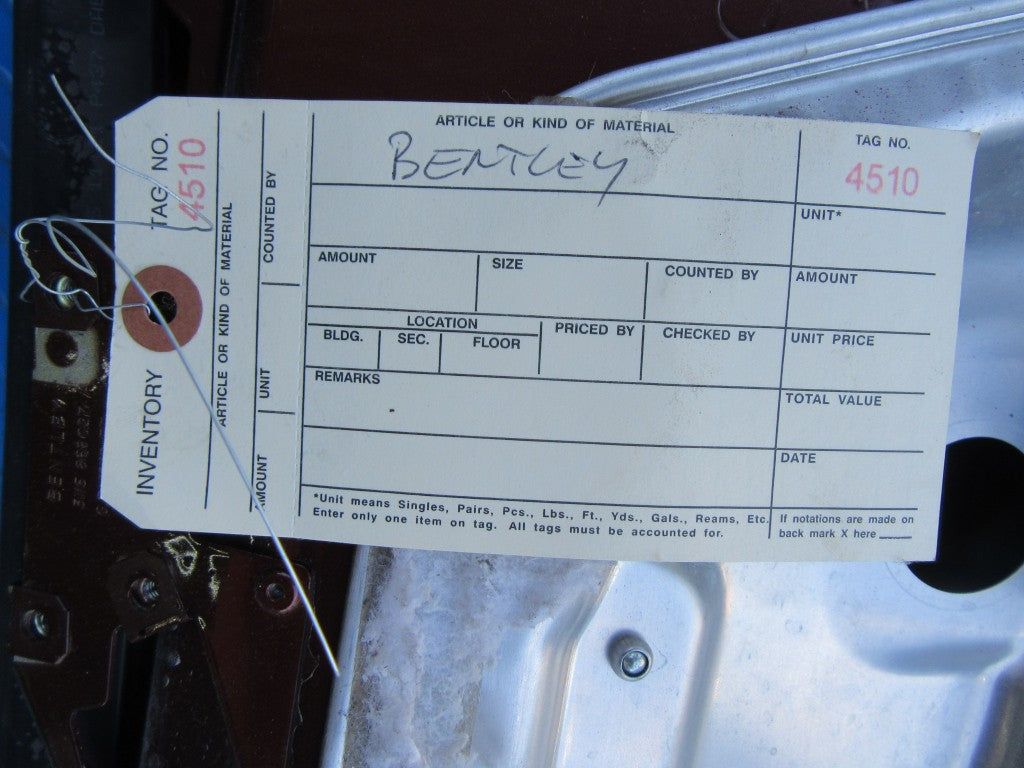 ARTICLE OR KIND OF MATERIAL
BENTLEY
TAG NO.
4510
UNIT*
AMOUNT
SIZE
COUNTED BY
AMOUNT
LOCATION
BLDG.
SEC.
FLOOR
PRICED BY
CHECKED BY
UNIT PRICE
REMARKS
TOTAL VALUE
DATE
*Unit means Singles, Pairs, Pcs., Lbs., Ft., Yds., Gals., Reams, Etc.
Enter only one item on tag. All tags must be accounted for.
If notations are made on
back mark X here
INVENTORY
TAG NO.
4510
ARTICLE OR KIND OF MATERIAL
AMOUNT
UNIT
COUNTED BY
BENTLEY